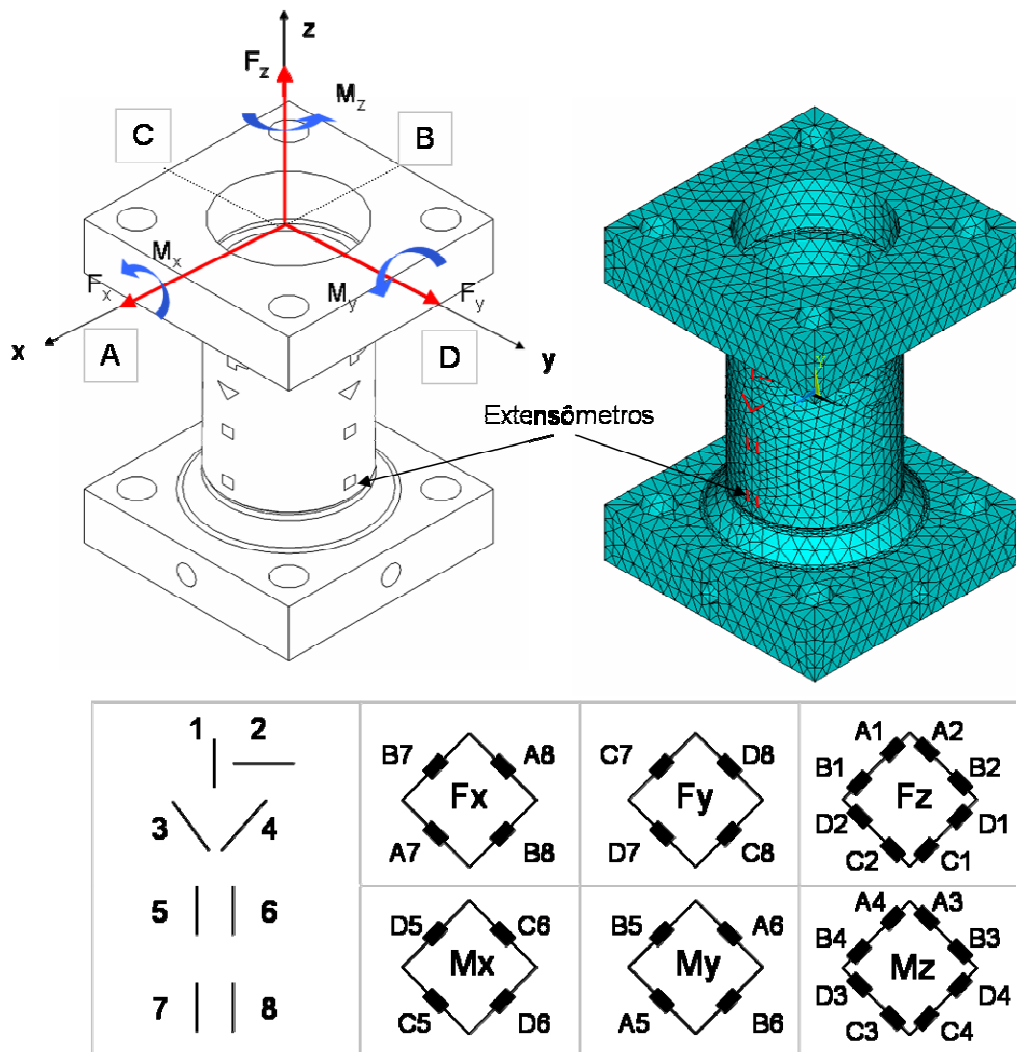 z
Fz
Mz
C
B
Mx
Fx
My
Fy
x
A
D
y
Extensômetros
1 2
3 4
5 6
7 8
B7 A8
Fx
A7 B8
C7 D8
Fy
D7 C8
A1 A2
B1 B2
Fz
D2 D1
C2 C1
D5 C6
Mx
C5 D6
B5 A6
My
A5 B6
A4 A3
B4 B3
Mz
D3 D4
C3 C4